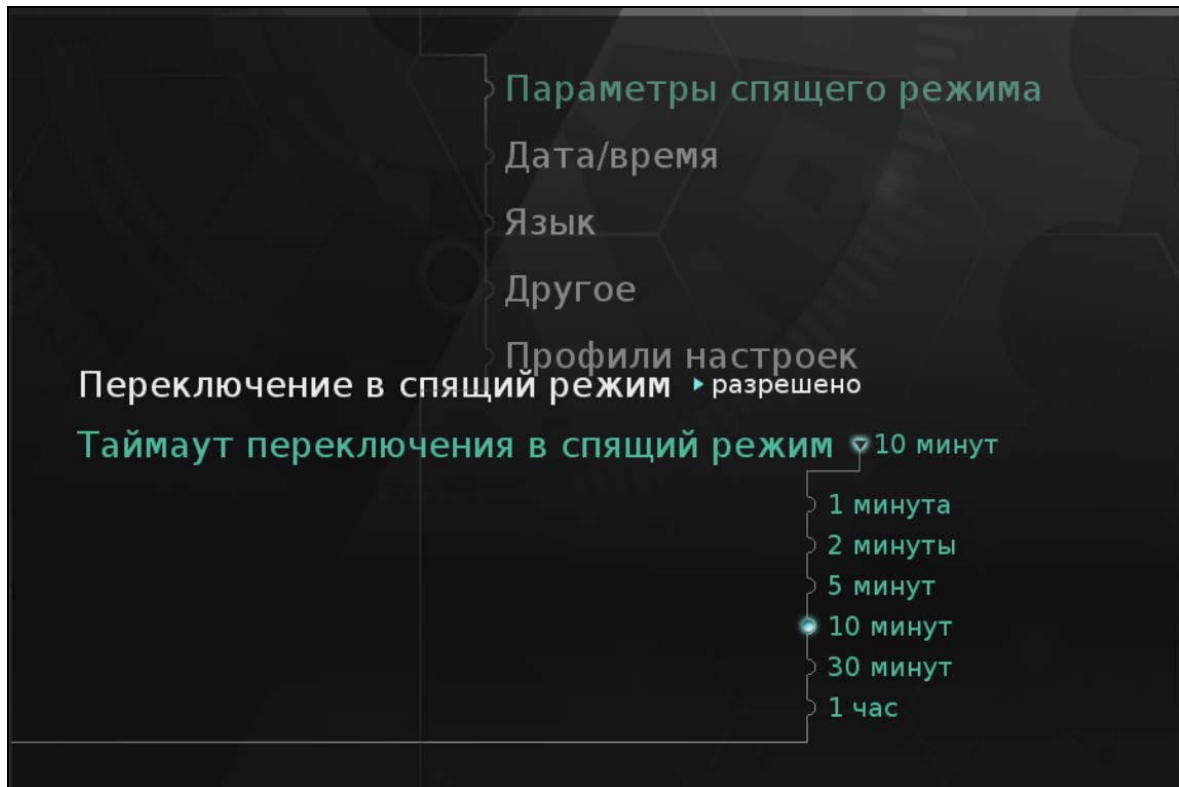 Параметры спящего режима
Дата/время
Язык
Другое
Профили настроек
Переключение в спящий режим разрешено
Таймаут переключения в спящий режим 10 минут
1 минута
2 минуты
5 минут
10 минут
30 минут
1 час